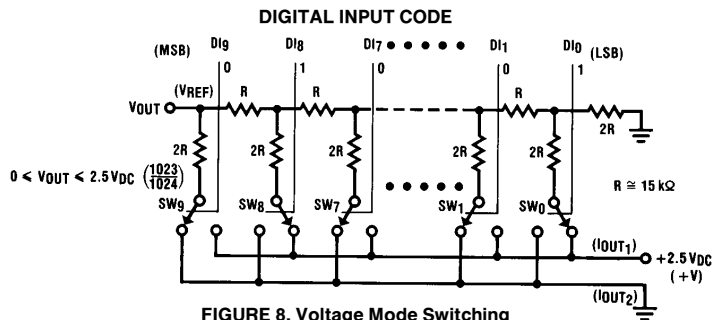 DIGITAL INPUT CODE
(MSB) DI9 DI8 DI7 DI1 DI0 (LSB)
0 1 0 0 1
(VREF) R R R
VOUT
2R 2R 2R 2R 2R 2R
0 ≤ VOUT ≤ 2.5 VDC (1023/1024)
R ≅ 15 kΩ
SW9 SW8 SW7 SW1 SW0
(IOUT1) +2.5 VDC
(+V)
(IOUT2)
FIGURE 8. Voltage Mode Switching